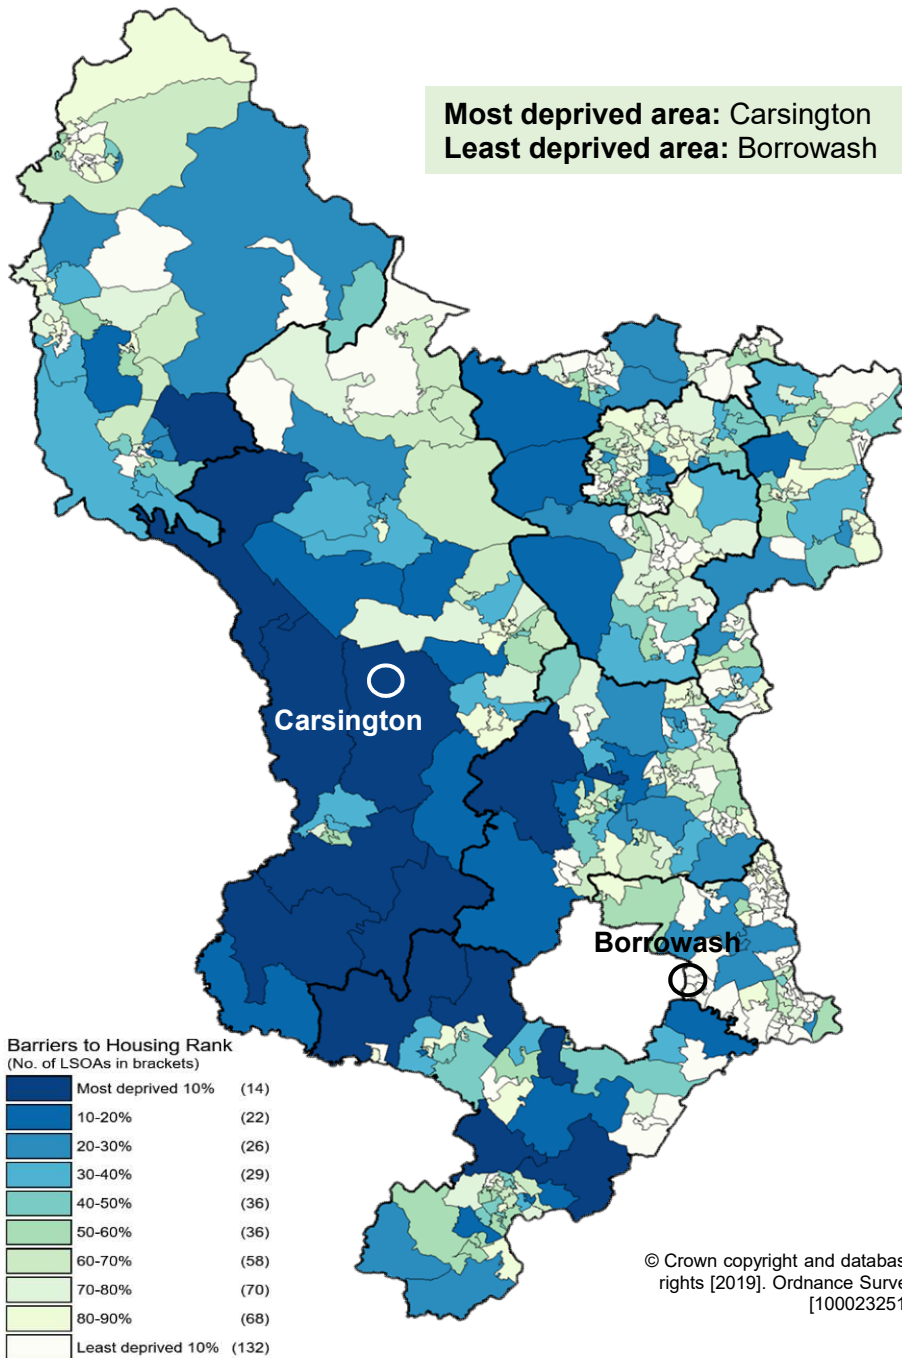 Most deprived area: Carsington
Least deprived area: Borrowash
Carsington
Borrowash
Barriers to Housing Rank
(No. of LSOAs in brackets)
Most deprived 10% (14)
10-20% (22)
20-30% (26)
30-40% (29)
40-50% (36)
50-60% (36)
60-70% (58)
70-80% (70)
80-90% (68)
Least deprived 10% (132)
© Crown copyright and databas
rights [2019]. Ordnance Surve
[100023251